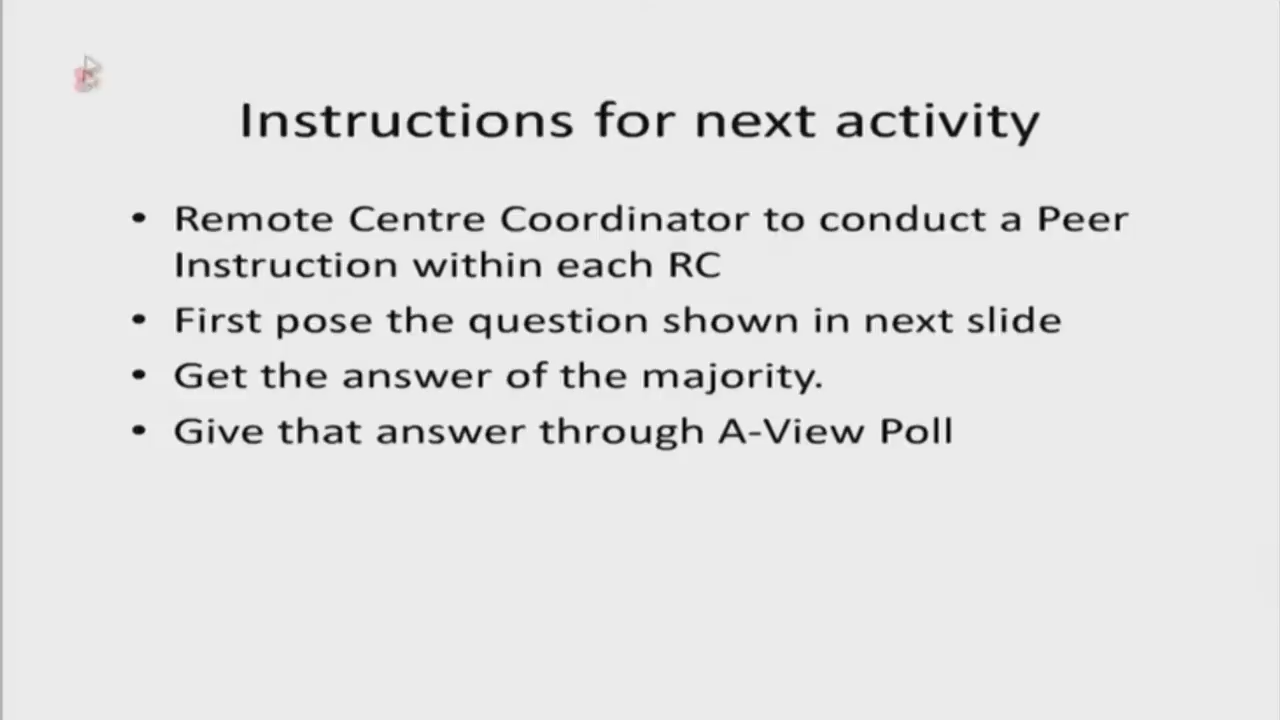 Instructions for next activity
• Remote Centre Coordinator to conduct a Peer
Instruction within each RC
• First pose the question shown in next slide
• Get the answer of the majority.
• Give that answer through A-View Poll